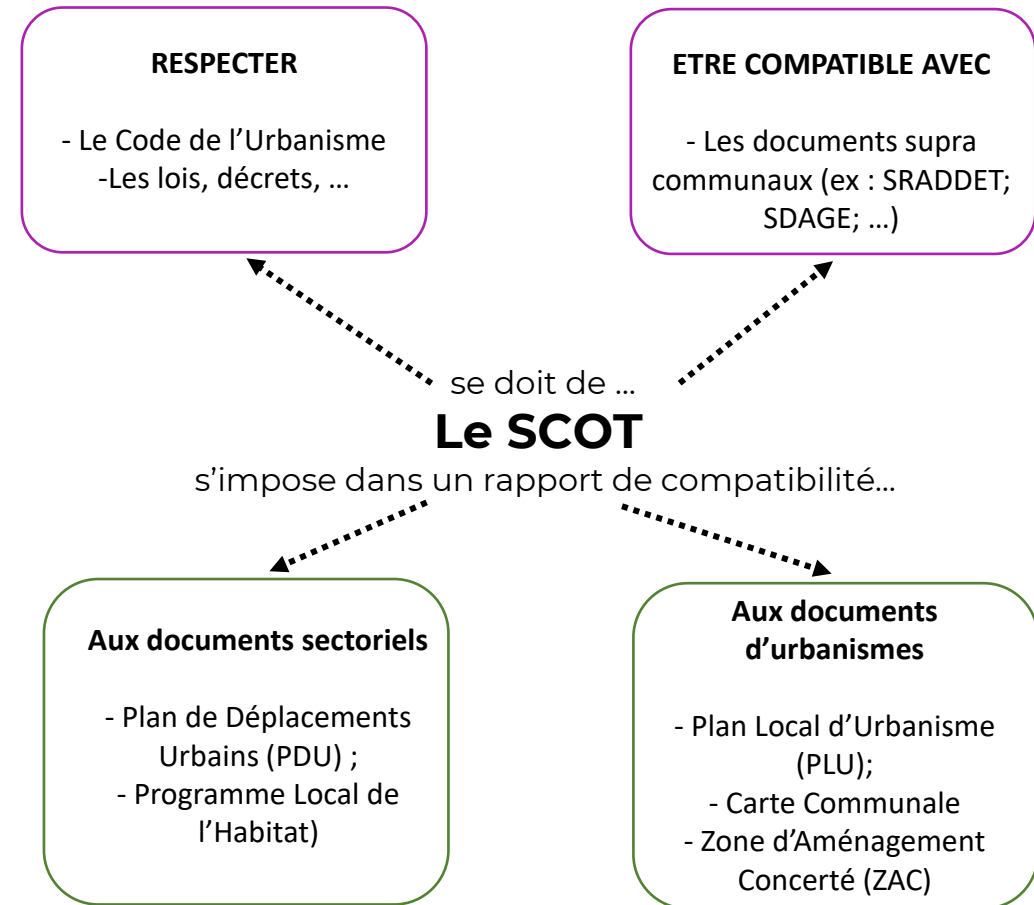 RESPECTER
- Le Code de l’Urbanisme
-Les lois, décrets, …
ETRE COMPATIBLE AVEC
- Les documents supra
communaux (ex : SRADDET;
SDAGE; …)
se doit de …
Le SCOT
s’impose dans un rapport de compatibilité…
Aux documents sectoriels
- Plan de Déplacements
Urbains (PDU) ;
- Programme Local de
l’Habitat)
Aux documents
d’urbanismes
- Plan Local d’Urbanisme
(PLU);
- Carte Communale
- Zone d’Aménagement
Concerté (ZAC)